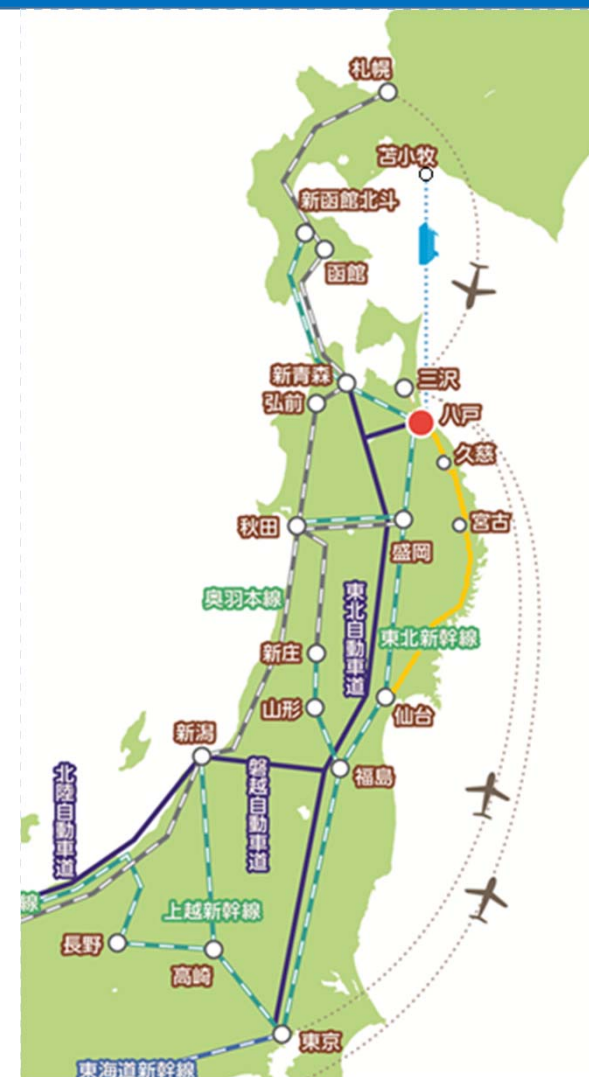 札幌
苫小牧
新函館北斗
函館
新青森
三沢
弘前
八戸
久慈
秋田
宮古
盛岡
奥羽本線
東北自動車道
東北新幹線
新庄
山形
仙台
新潟
福島
北陸自動車道
磐越自動車道
線
上越新幹線
長野
高崎
東京
東海道新幹線